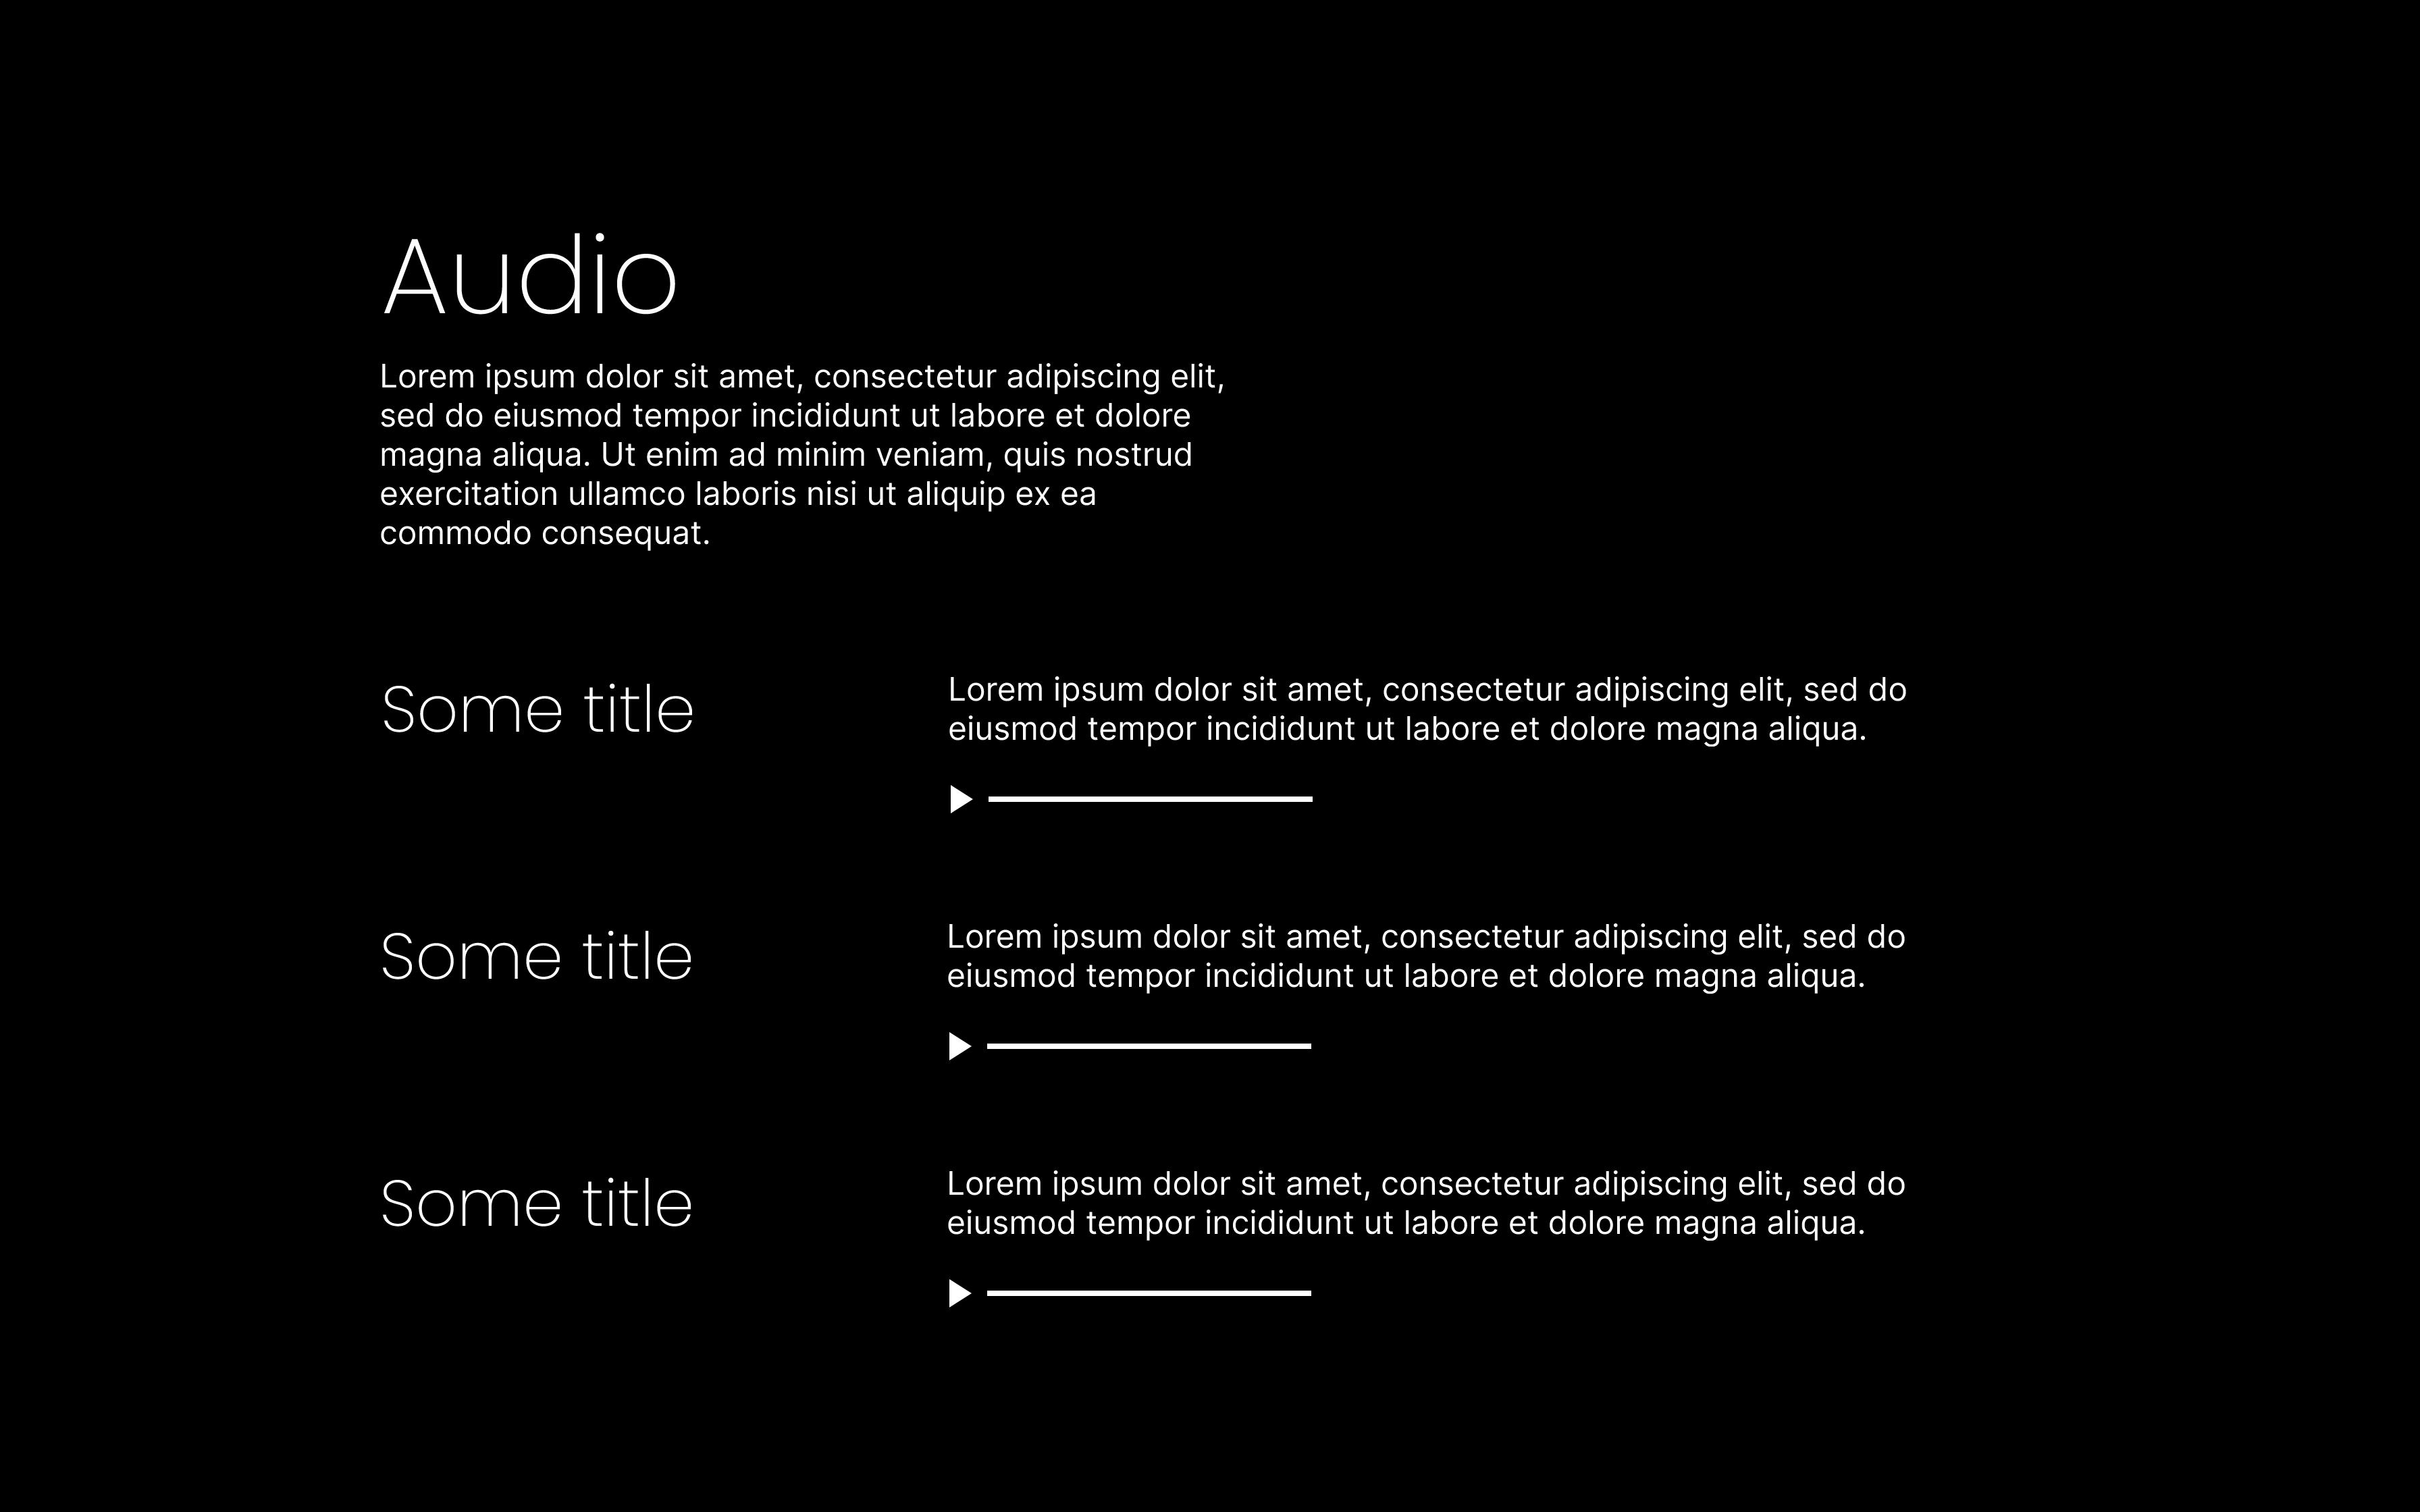 Audio
Lorem ipsum dolor sit amet, consectetur adipiscing elit,
sed do eiusmod tempor incididunt ut labore et dolore
magna aliqua. Ut enim ad minim veniam, quis nostrud
exercitation ullamco laboris nisi ut aliquip ex ea
commodo consequat.
Some title
Lorem ipsum dolor sit amet, consectetur adipiscing elit, sed do
eiusmod tempor incididunt ut labore et dolore magna aliqua.
Some title
Lorem ipsum dolor sit amet, consectetur adipiscing elit, sed do
eiusmod tempor incididunt ut labore et dolore magna aliqua.
Some title
Lorem ipsum dolor sit amet, consectetur adipiscing elit, sed do
eiusmod tempor incididunt ut labore et dolore magna aliqua.